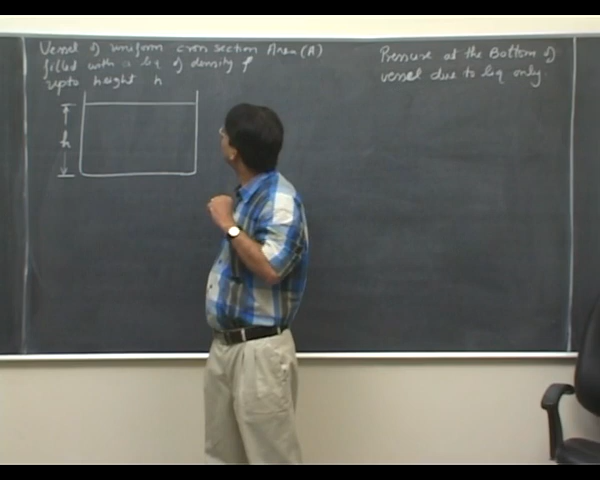 Vessel of uniform cross section Area (A)
filled with a liq of density ρ
upto height h
h
Pressure at the Bottom of
vessel due to liq only.